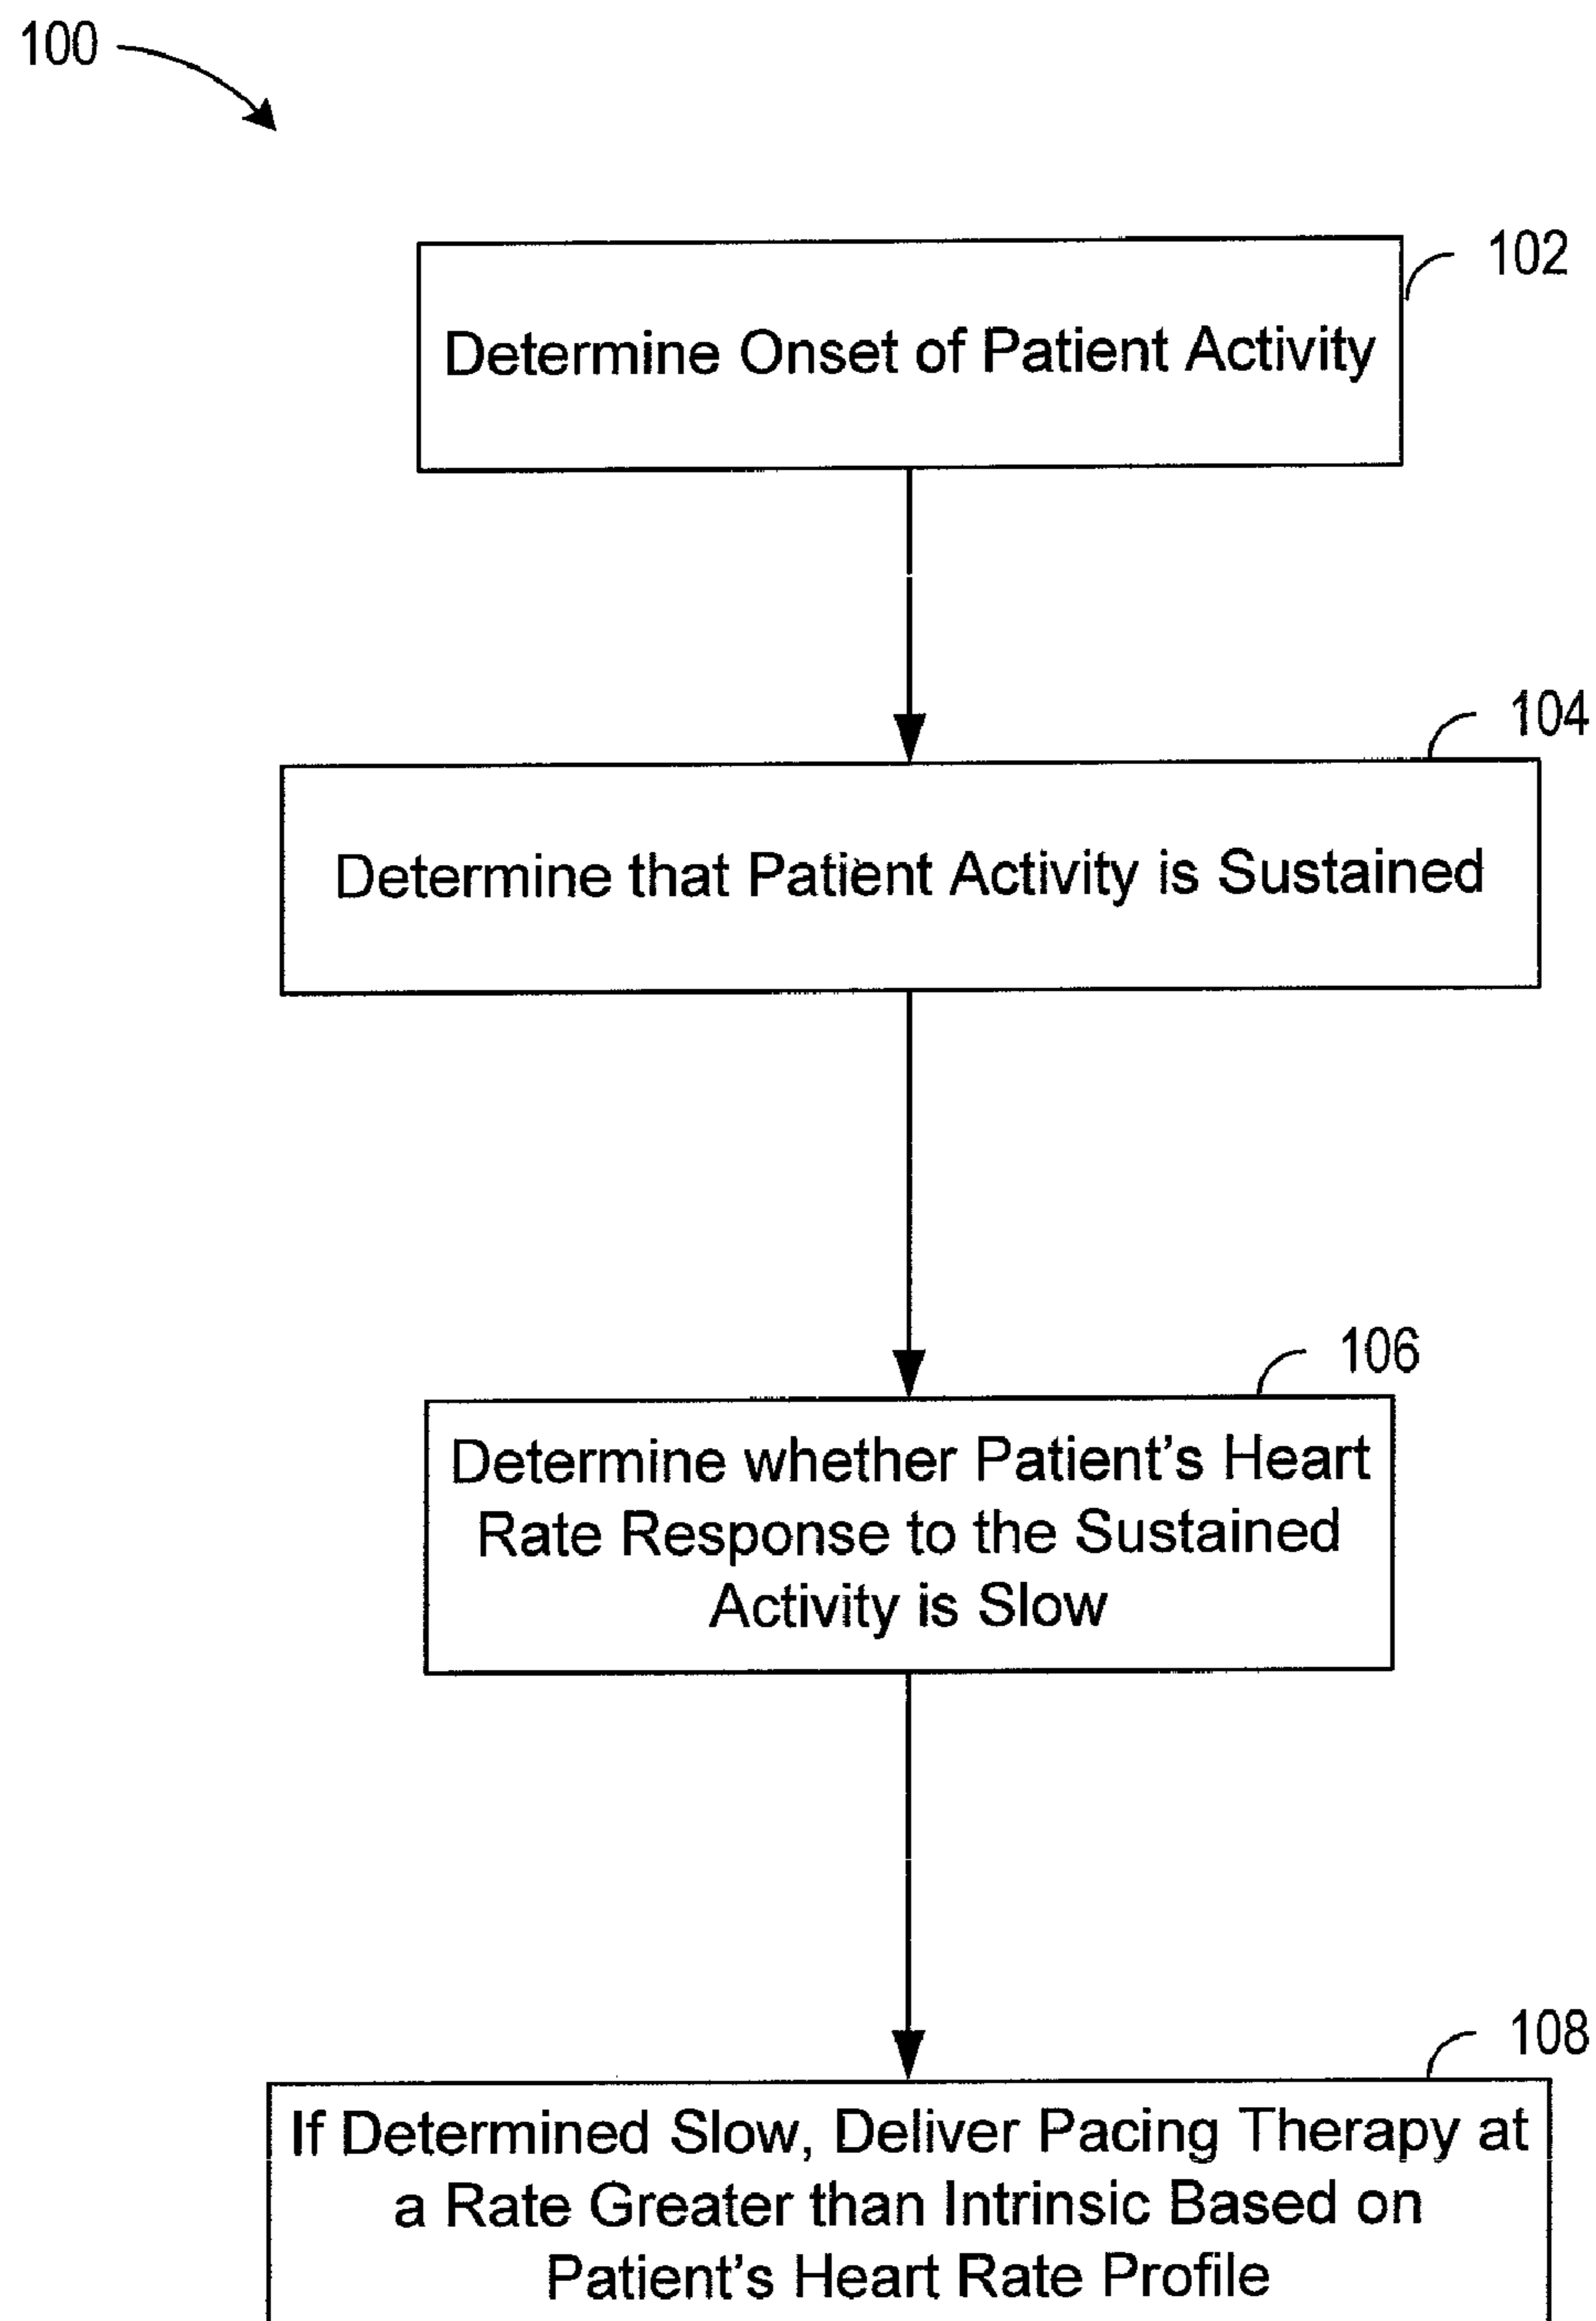 100
102
Determine Onset of Patient Activity
104
Determine that Patient Activity is Sustained
106
Determine whether Patient's Heart
Rate Response to the Sustained
Activity is Slow
108
If Determined Slow, Deliver Pacing Therapy at
a Rate Greater than Intrinsic Based on
Patient's Heart Rate Profile